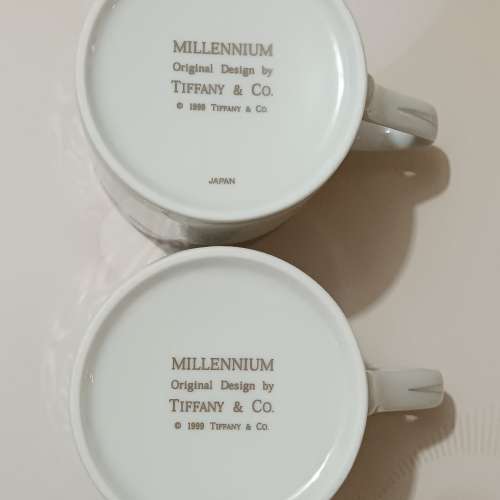 MILLENNIUM
Original Design by
TIFFANY & CO.
© 1999 TIFFANY & CO.
JAPAN
MILLENNIUM
Original Design by
TIFFANY & CO.
© 1999 TIFFANY & CO.